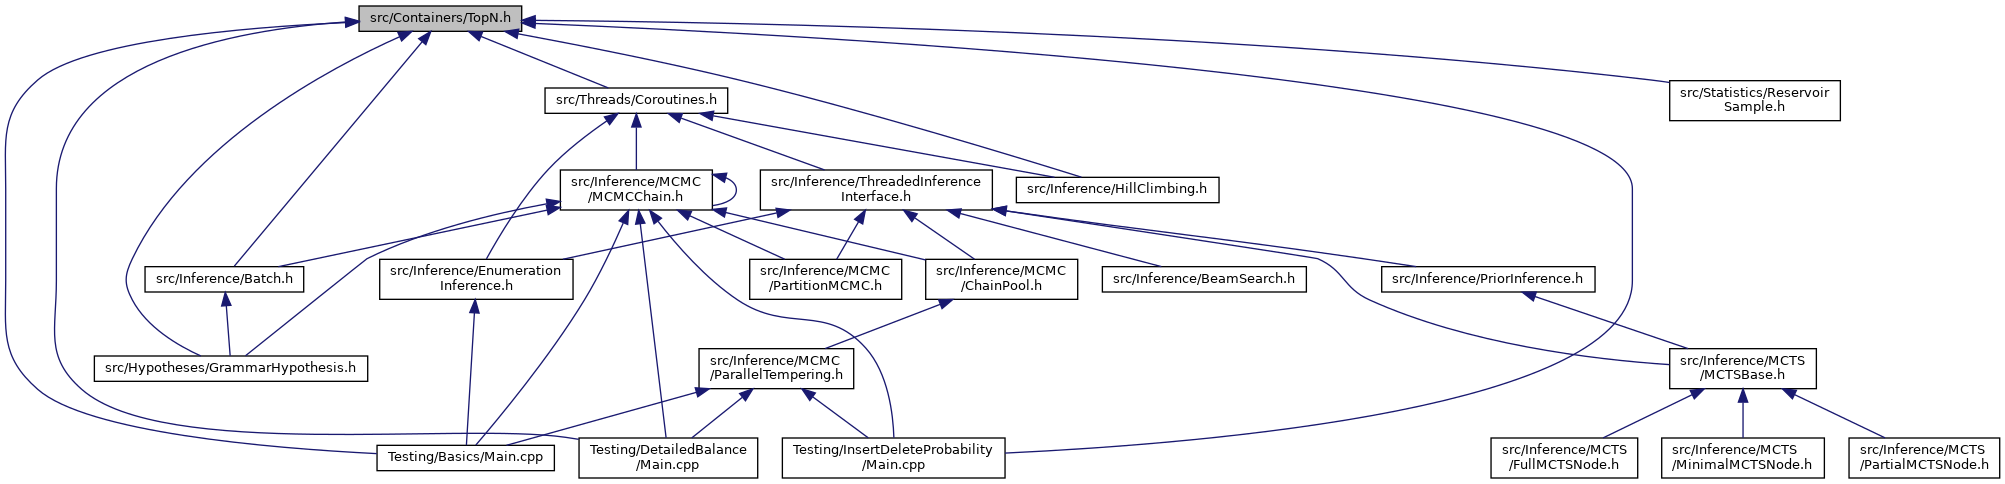 src/Containers/TopN.h
src/Statistics/Reservoir
Sample.h
src/Threads/Coroutines.h
src/Inference/MCMC
/MCMCChain.h
src/Inference/ThreadedInference
Interface.h
src/Inference/HillClimbing.h
src/Inference/Batch.h
src/Inference/Enumeration
Inference.h
src/Inference/MCMC
/PartitionMCMC.h
src/Inference/MCMC
/ChainPool.h
src/Inference/BeamSearch.h
src/Inference/PriorInference.h
src/Hypotheses/GrammarHypothesis.h
src/Inference/MCMC
/ParallelTempering.h
src/Inference/MCTS
/MCTSBase.h
Testing/Basics/Main.cpp
Testing/DetailedBalance
/Main.cpp
Testing/InsertDeleteProbability
/Main.cpp
src/Inference/MCTS
/FullMCTSNode.h
src/Inference/MCTS
/MinimalMCTSNode.h
src/Inference/MCTS
/PartialMCTSNode.h